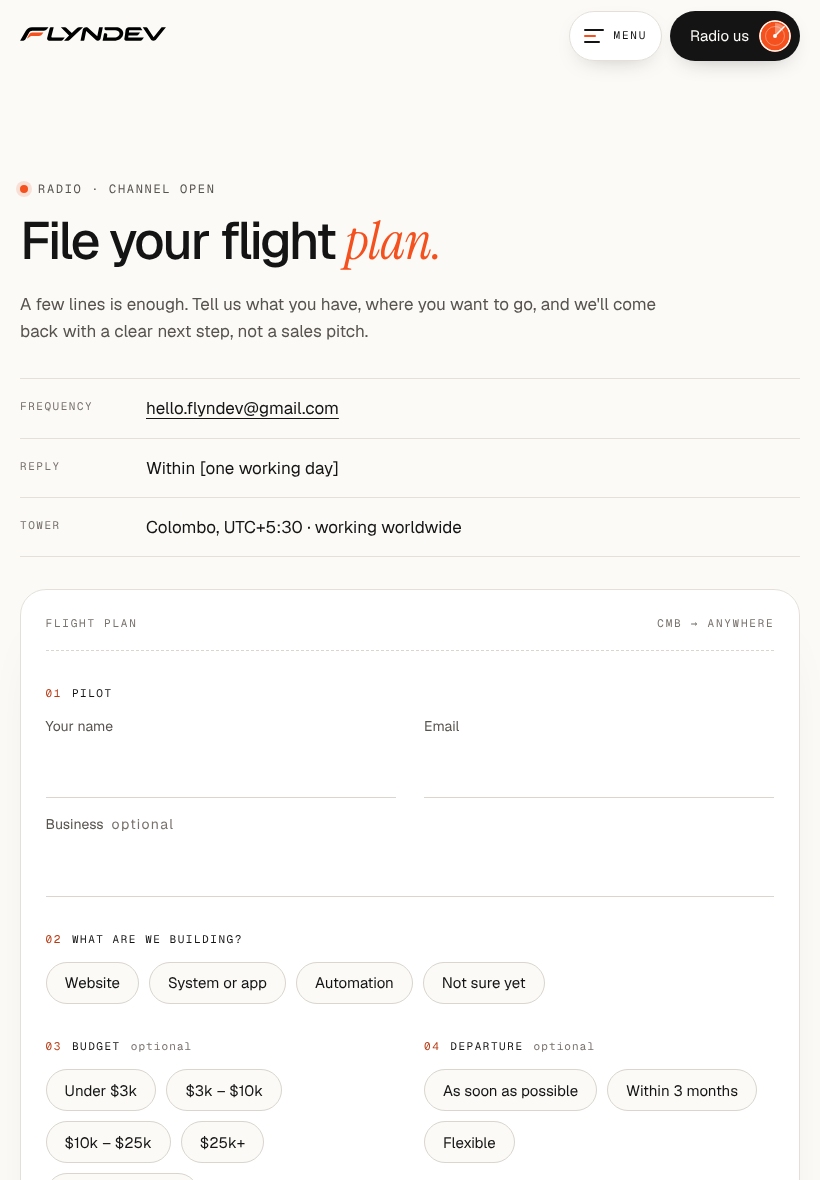 FLYNDEV
MENU
Radio us
RADIO · CHANNEL OPEN
File your flight plan.
A few lines is enough. Tell us what you have, where you want to go, and we'll come
back with a clear next step, not a sales pitch.
FREQUENCY hello.flyndev@gmail.com
REPLY Within [one working day]
TOWER Colombo, UTC+5:30 · working worldwide
FLIGHT PLAN CMB → ANYWHERE
01 PILOT
Your name Email
Business optional
02 WHAT ARE WE BUILDING?
Website System or app Automation Not sure yet
03 BUDGET optional
Under $3k $3k – $10k
$10k – $25k $25k+
04 DEPARTURE optional
As soon as possible Within 3 months
Flexible